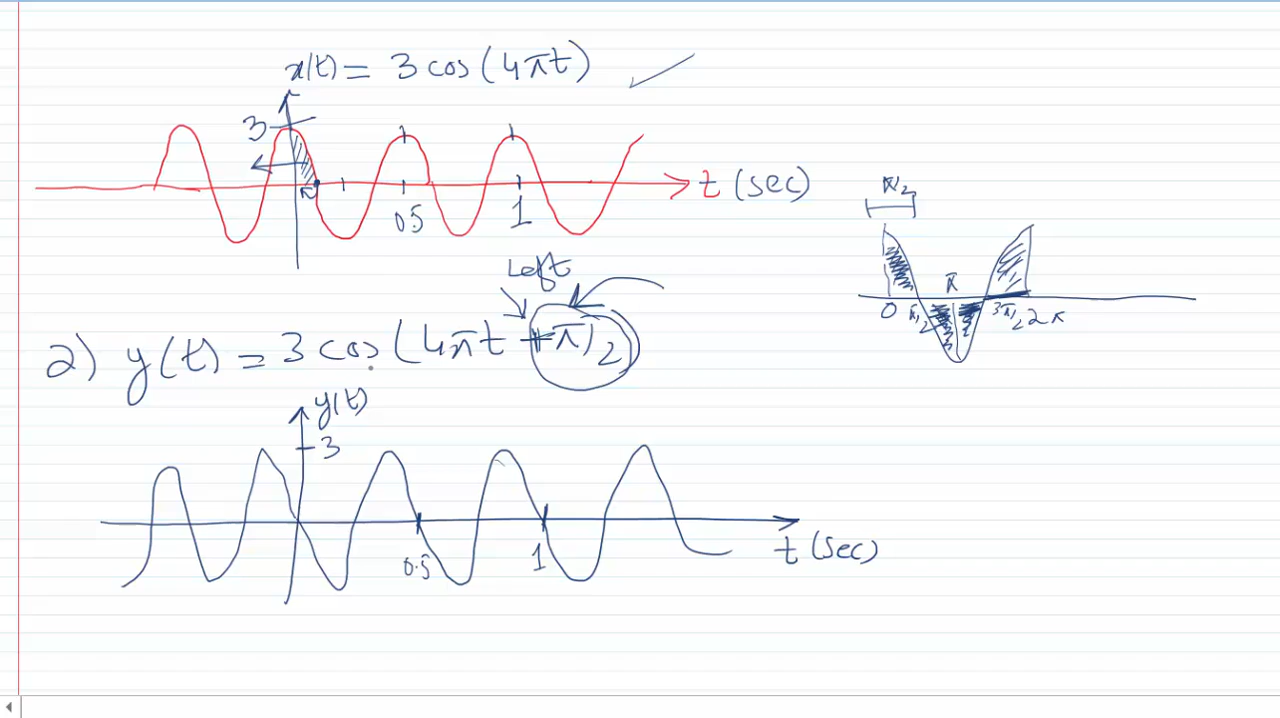 x(t) = 3 cos(4πt)
3
t (sec)
π
0.5
1
π/2
Left
π
0
π/2
3π/2
2π
2) y(t) = 3 cos(4πt + π/2)
y(t)
3
0.5
1
t (sec)